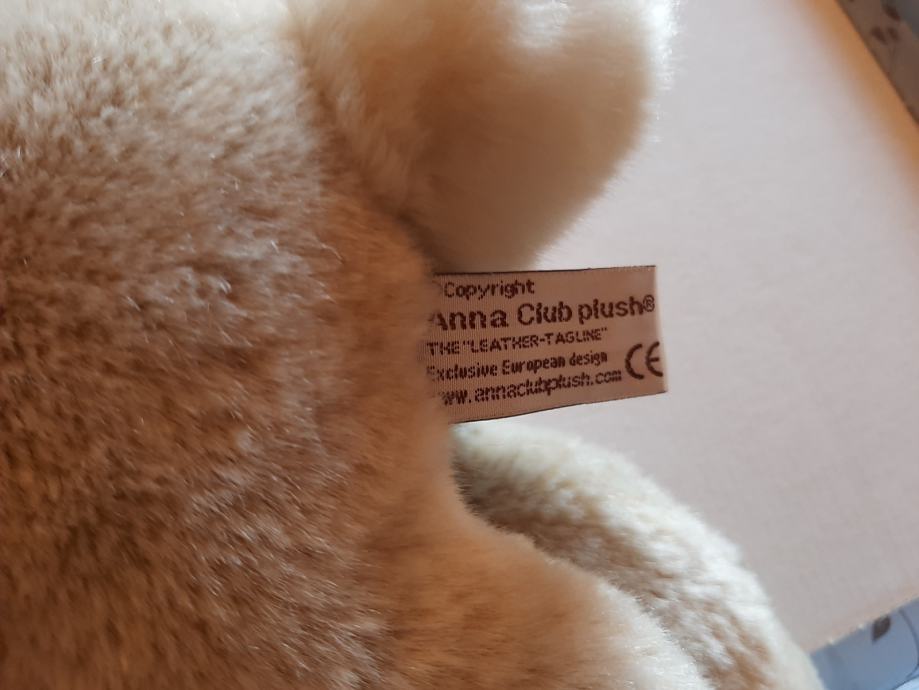 ©Copyright
Anna Club plush®
THE "LEATHER-TAGLINE"
Exclusive European design
www.annaclubplush.com
CE